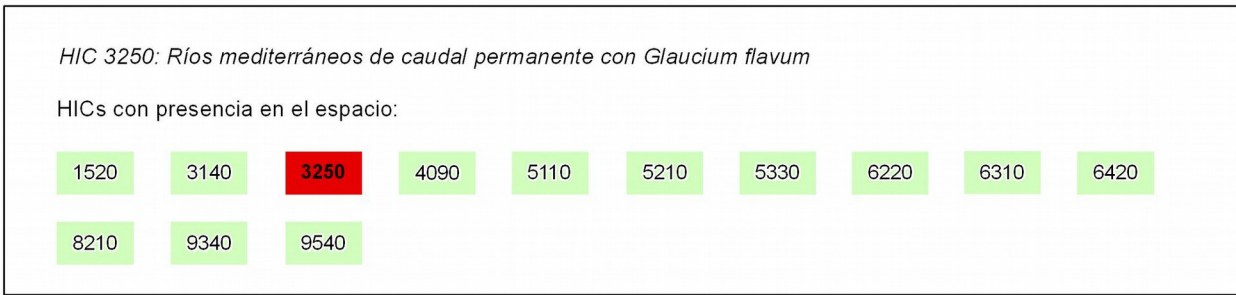 HIC 3250: Ríos mediterráneos de caudal permanente con Glaucium flavum
HICs con presencia en el espacio:
1520 3140 3250 4090 5110 5210 5330 6220 6310 6420
8210 9340 9540